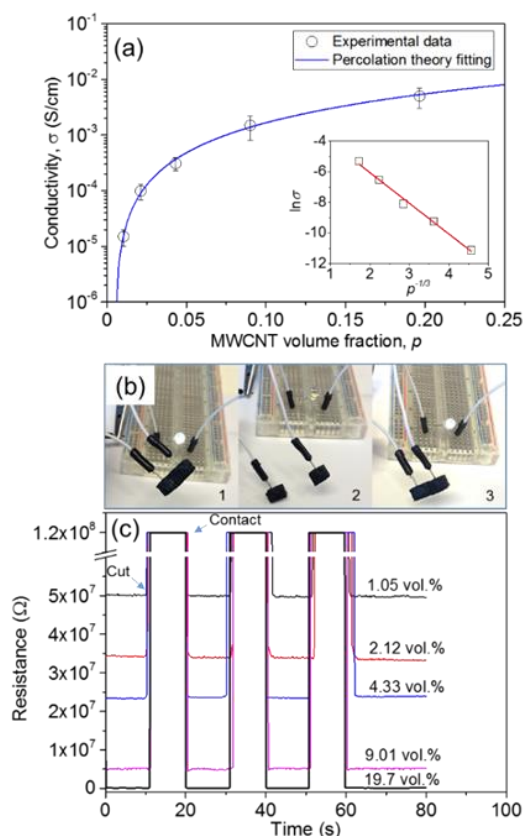 (a)
Experimental data
Percolation theory fitting
Conductivity, σ (S/cm)
10⁻¹
10⁻²
10⁻³
10⁻⁴
10⁻⁵
10⁻⁶
0.00 0.05 0.10 0.15 0.20 0.25
MWCNT volume fraction, p
lnσ
-4
-6
-8
-10
-12
1 2 3 4 5
p⁻¹/³
(b)
1 2 3
(c)
Contact
Cut
Resistance (Ω)
1.2x10⁸
5x10⁷
4x10⁷
3x10⁷
2x10⁷
1x10⁷
0
1.05 vol.%
2.12 vol.%
4.33 vol.%
9.01 vol.%
19.7 vol.%
0 20 40 60 80 100
Time (s)